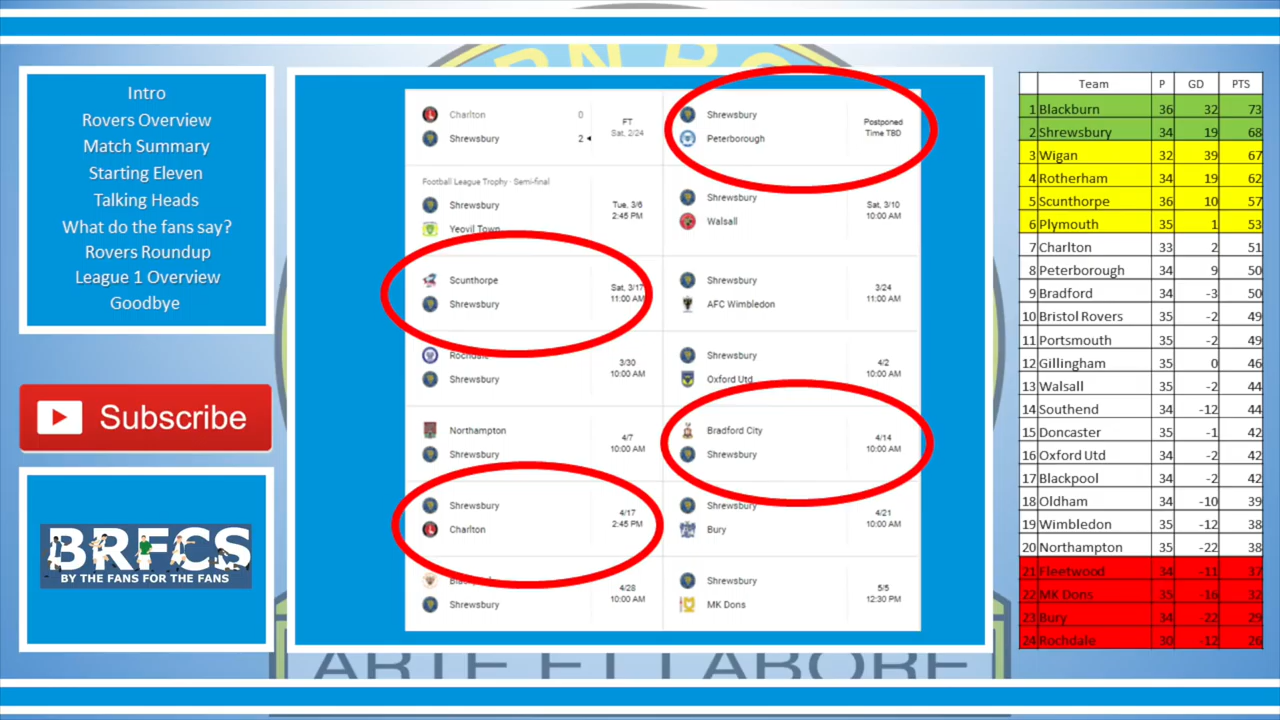 RN RO
Intro
Rovers Overview
Match Summary
Starting Eleven
Talking Heads
What do the fans say?
Rovers Roundup
League 1 Overview
Goodbye
Subscribe
BRFCS
BY THE FANS FOR THE FANS
Charlton 0
Shrewsbury 2
FT
Sat, 2/24
Shrewsbury
Peterborough
Postponed
Time TBD
Football League Trophy · Semi-final
Shrewsbury
Yeovil Town
Tue, 3/6
2:45 PM
Shrewsbury
Walsall
Sat, 3/10
10:00 AM
Scunthorpe
Shrewsbury
Sat, 3/17
11:00 AM
Shrewsbury
AFC Wimbledon
3/24
11:00 AM
Rochdale
Shrewsbury
3/30
10:00 AM
Shrewsbury
Oxford Utd
4/2
10:00 AM
Northampton
Shrewsbury
4/7
10:00 AM
Bradford City
Shrewsbury
4/14
10:00 AM
Shrewsbury
Charlton
4/17
2:45 PM
Shrewsbury
Bury
4/21
10:00 AM
Shrewsbury
4/28
10:00 AM
Shrewsbury
MK Dons
5/5
12:30 PM
Team P GD PTS
1 Blackburn 36 32 73
2 Shrewsbury 34 19 68
3 Wigan 32 39 67
4 Rotherham 34 19 62
5 Scunthorpe 36 10 57
6 Plymouth 35 1 53
7 Charlton 33 2 51
8 Peterborough 34 9 50
9 Bradford 34 -3 50
10 Bristol Rovers 35 -2 49
11 Portsmouth 35 -2 49
12 Gillingham 35 0 46
13 Walsall 35 -2 44
14 Southend 34 -12 44
15 Doncaster 35 -1 42
16 Oxford Utd 35 -2 42
17 Blackpool 35 -2 42
18 Oldham 34 -10 39
19 Wimbledon 35 -12 38
20 Northampton 35 -22 38
21 Fleetwood 34 -11 37
22 MK Dons 35 -16 32
23 Bury 34 -22 29
24 Rochdale 30 -12 26
ARTE ET LABORE